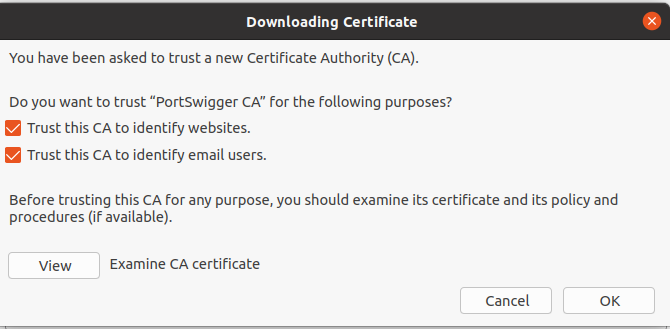 Downloading Certificate
You have been asked to trust a new Certificate Authority (CA).
Do you want to trust “PortSwigger CA” for the following purposes?
Trust this CA to identify websites.
Trust this CA to identify email users.
Before trusting this CA for any purpose, you should examine its certificate and its policy and
procedures (if available).
View Examine CA certificate
Cancel OK